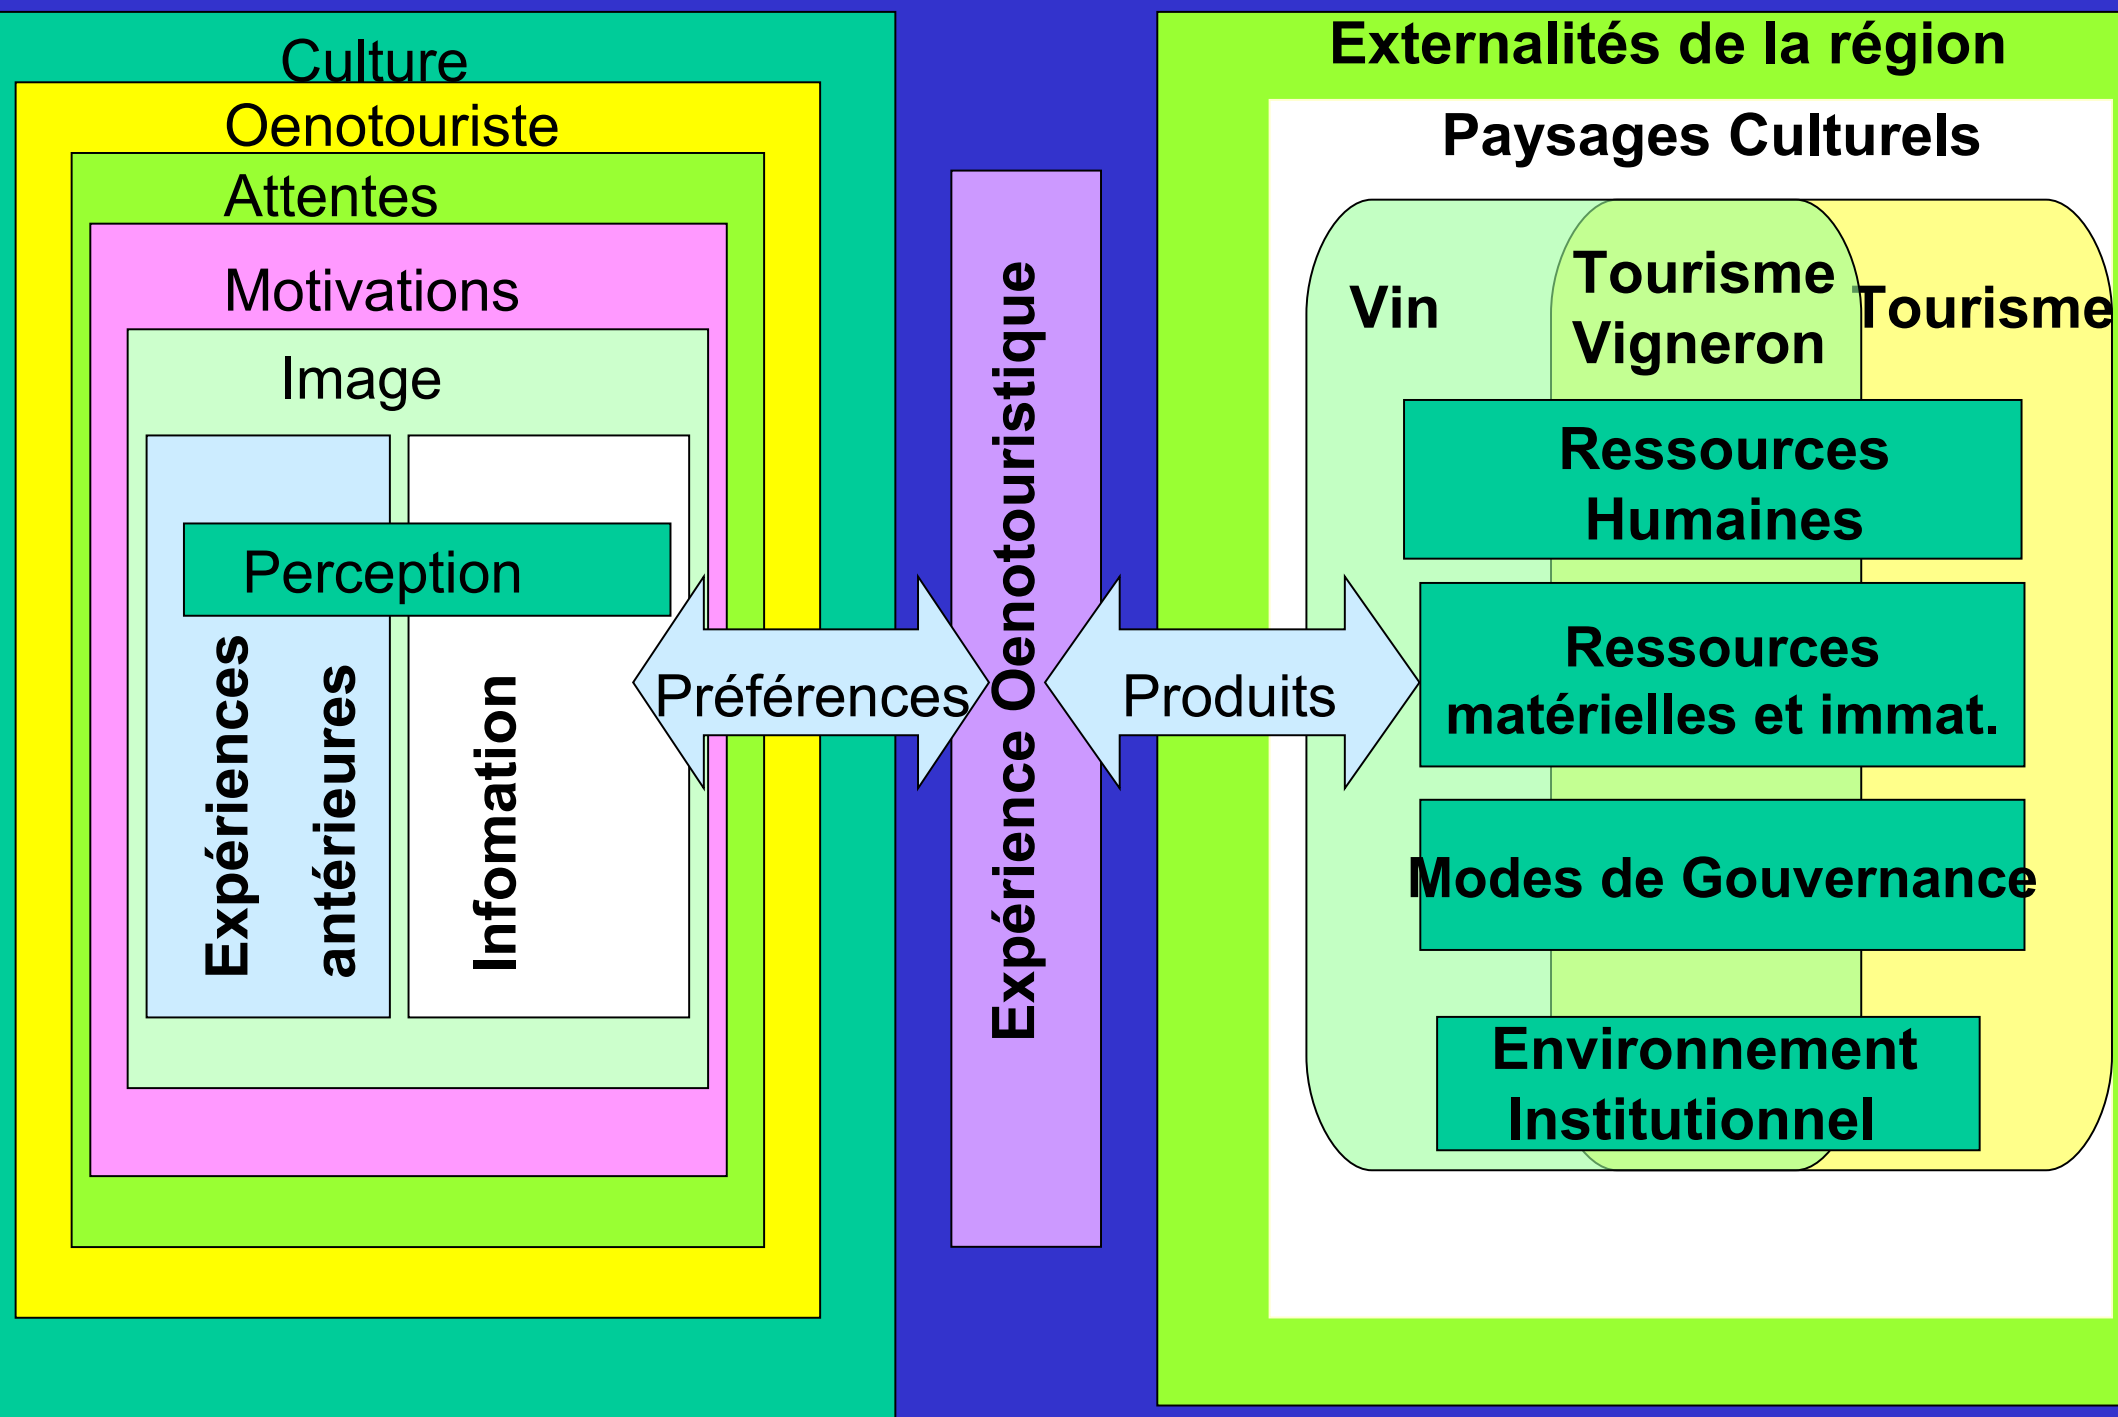 Culture
Oenotouriste
Attentes
Motivations
Image
Perception
Expériences
antérieures
Infomation
Préférences
Expérience Oenotouristique
Produits
Externalités de la région
Paysages Culturels
Vin
Tourisme
Vigneron
Tourisme
Ressources
Humaines
Ressources
matérielles et immat.
Modes de Gouvernance
Environnement
Institutionnel